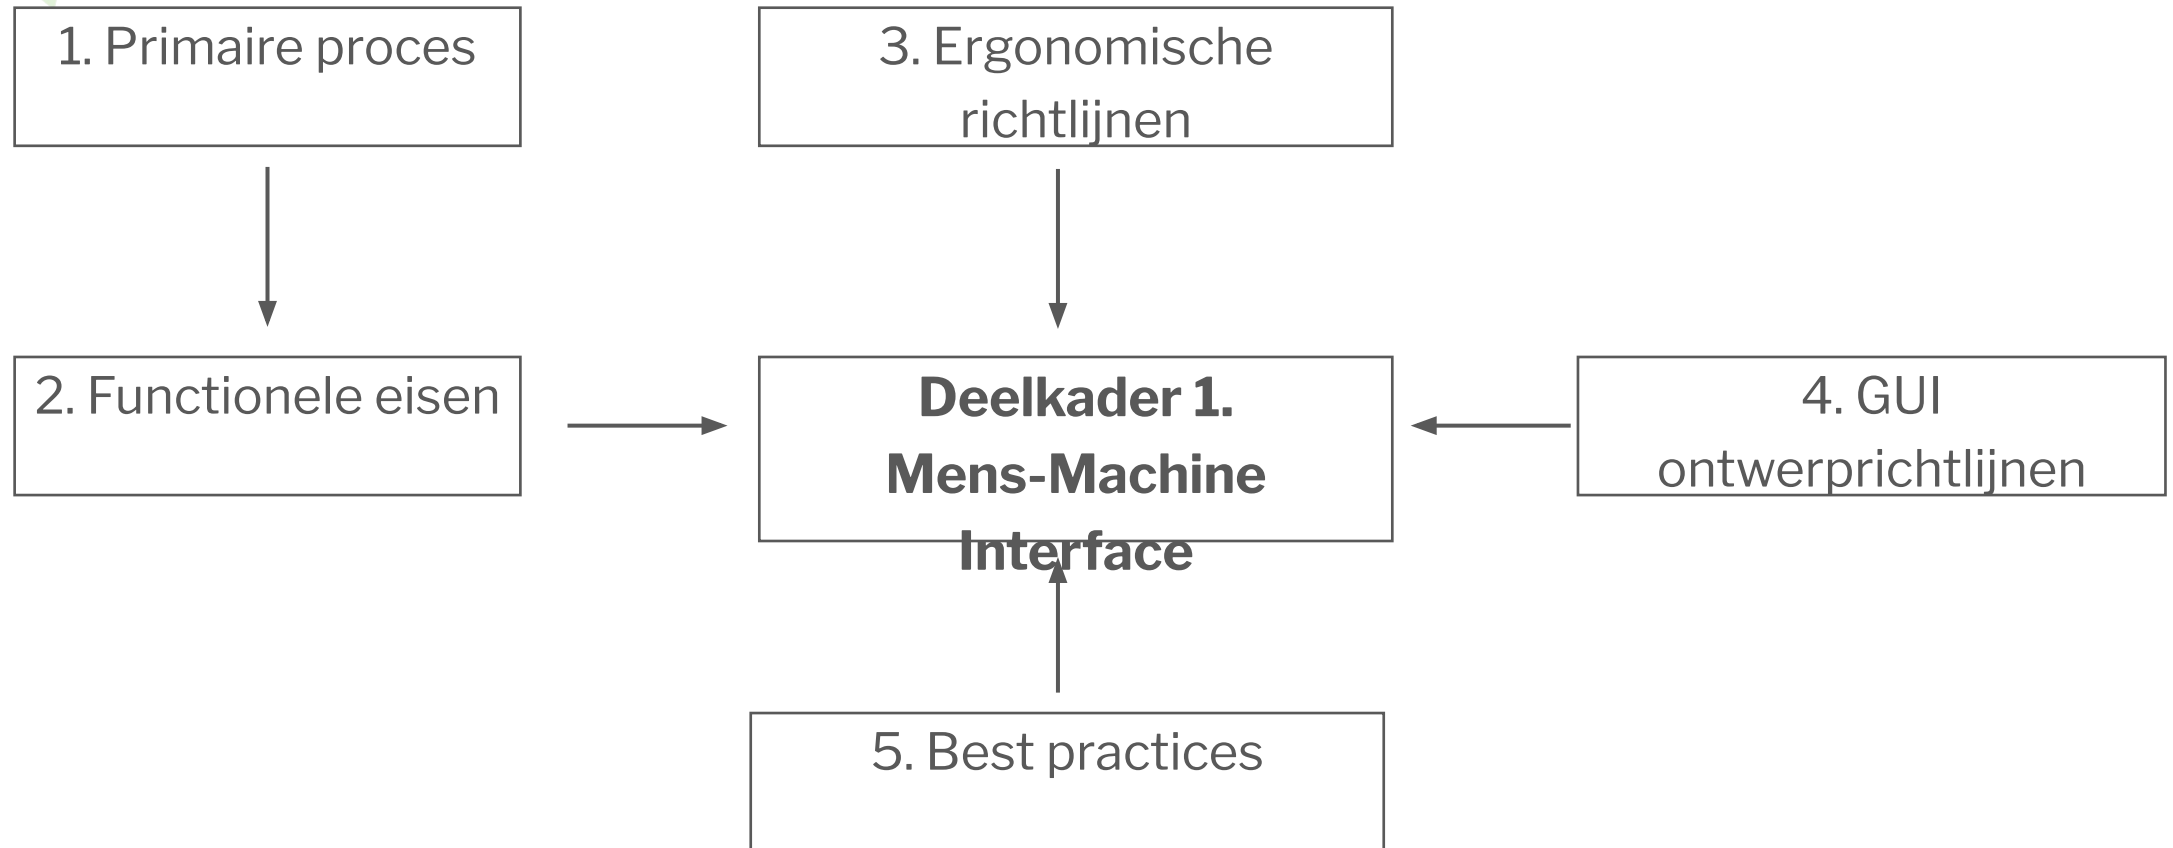 1. Primaire proces
3. Ergonomische
richtlijnen
2. Functionele eisen
Deelkader 1.
Mens-Machine
Interface
4. GUI
ontwerprichtlijnen
5. Best practices